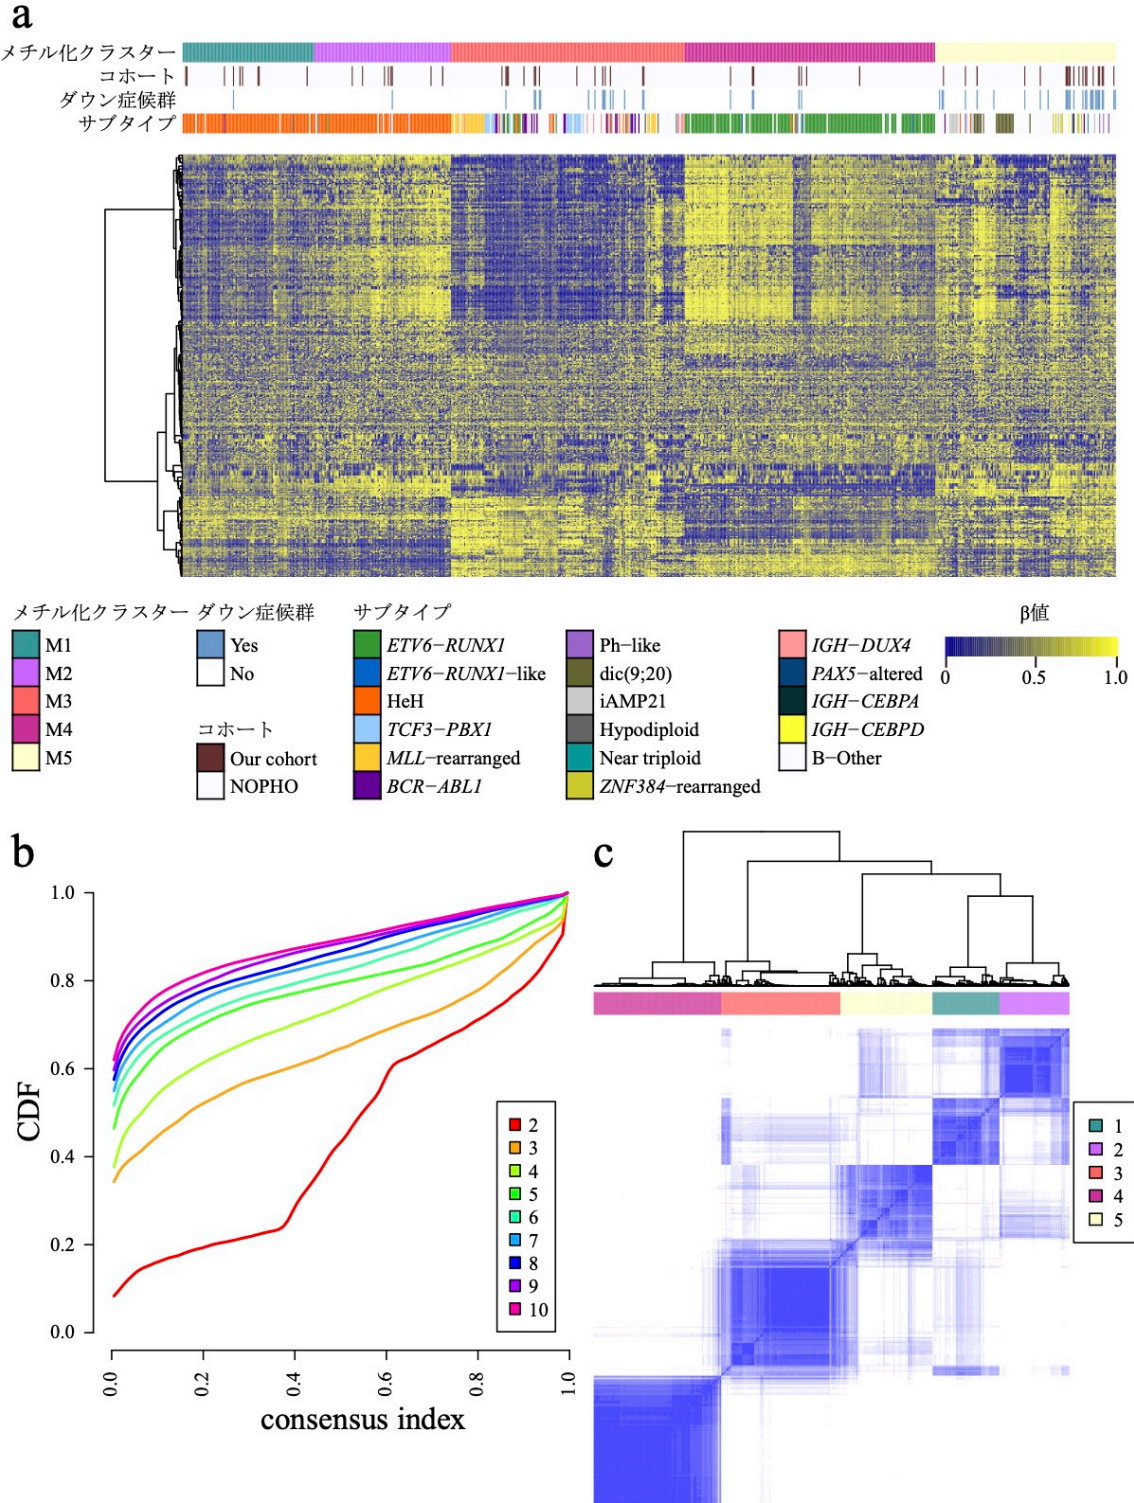 a
メチル化クラスター
コホート
ダウン症候群
サブタイプ
メチル化クラスター ダウン症候群 サブタイプ β値
M1 Yes ETV6−RUNX1 Ph-like IGH−DUX4
M2 No ETV6−RUNX1−like dic(9;20) PAX5−altered
M3 HeH iAMP21 IGH−CEBPA 0 0.5 1.0
M4 コホート TCF3−PBX1 Hypodiploid IGH−CEBPD
M5 Our cohort MLL−rearranged Near triploid B−Other
NOPHO BCR−ABL1 ZNF384−rearranged
b
1.0
0.8
0.6
0.4
0.2
0.0
CDF
2
3
4
5
6
7
8
9
10
0.0 0.2 0.4 0.6 0.8 1.0
consensus index
c
1
2
3
4
5